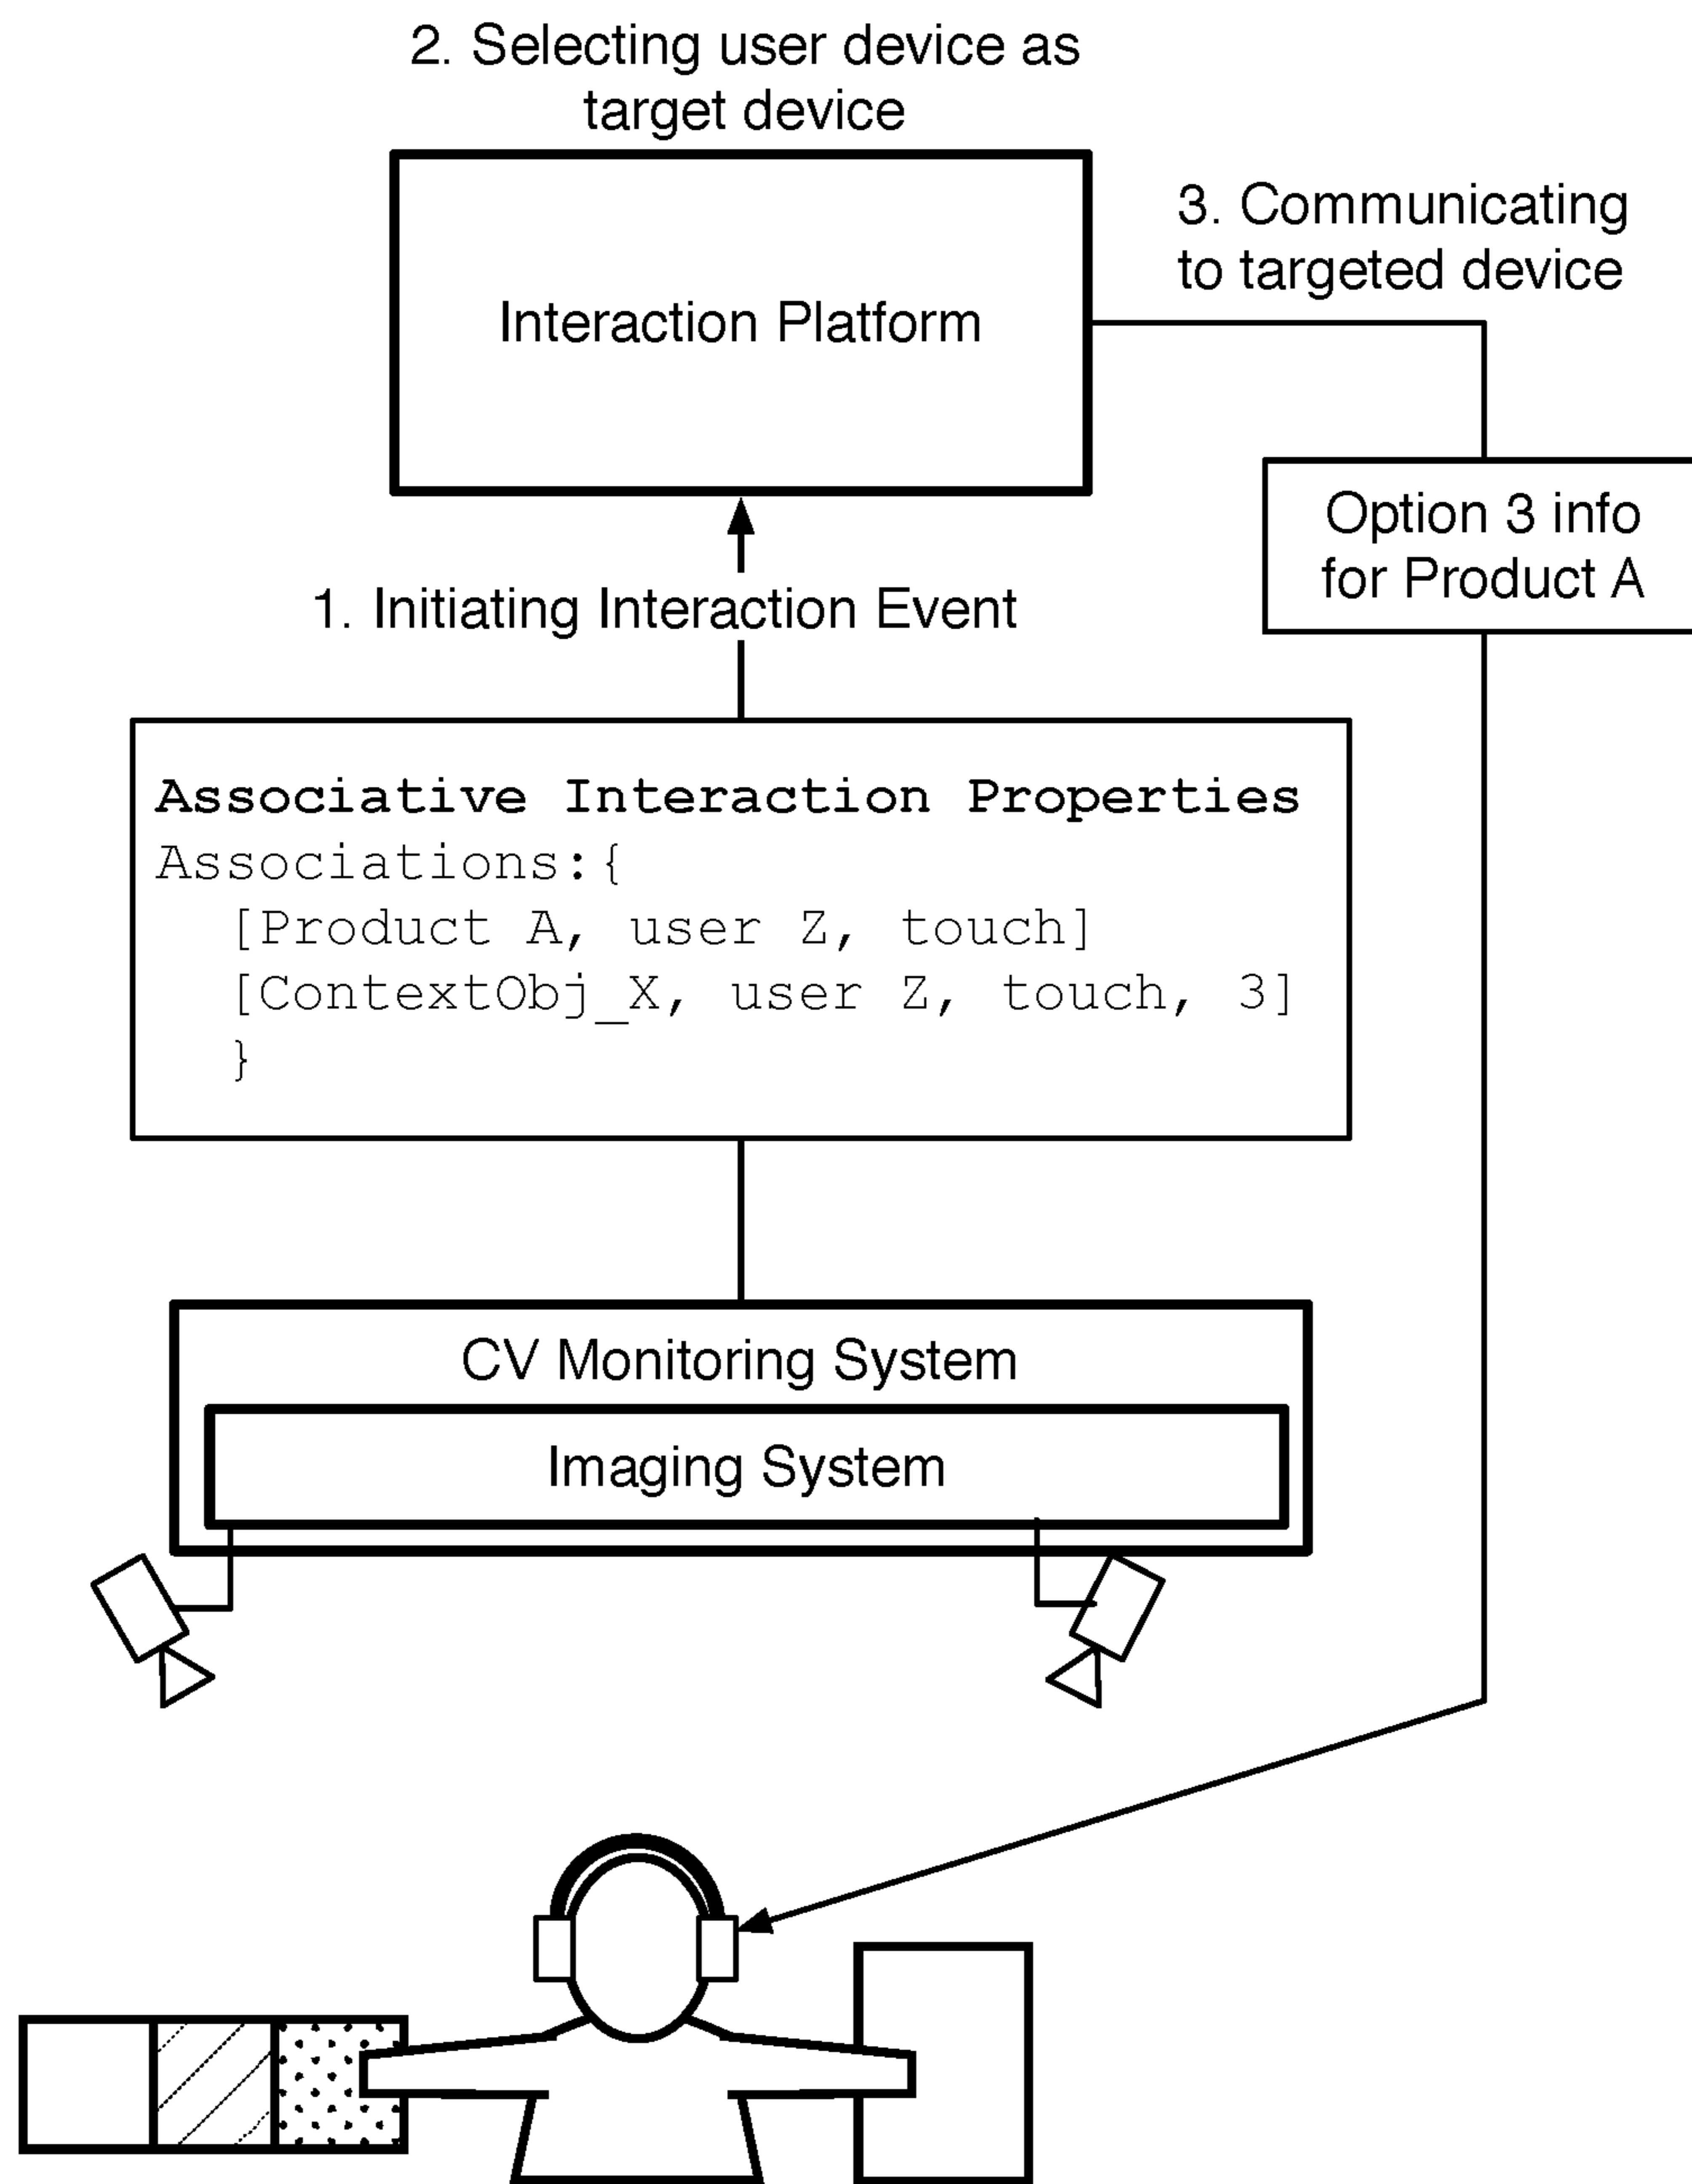 2. Selecting user device as
target device
Interaction Platform
3. Communicating
to targeted device
Option 3 info
for Product A
1. Initiating Interaction Event
Associative Interaction Properties
Associations:{
[Product A, user Z, touch]
[ContextObj_X, user Z, touch, 3]
}
CV Monitoring System
Imaging System